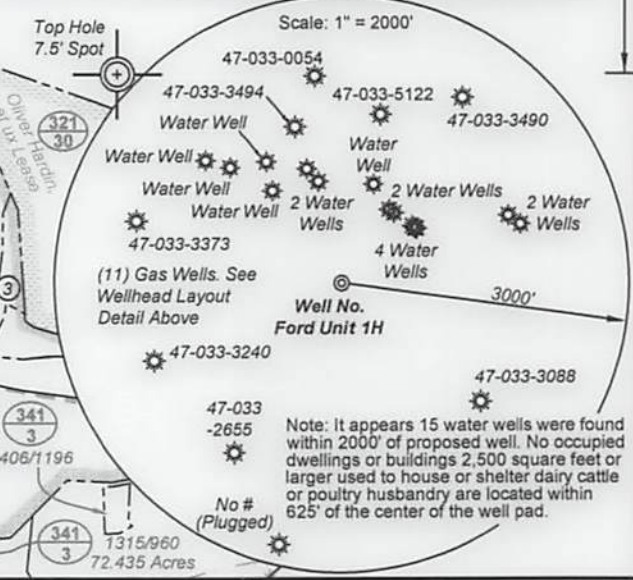 Top Hole
7.5' Spot
Scale: 1" = 2000'
47-033-0054
47-033-3494
47-033-5122
47-033-3490
Water Well
Water
Well
Water Well
Water Well
Water Well
2 Water
Wells
2 Water Wells
2 Water
Wells
4 Water
Wells
321
30
Oliver Hardin,
et ux Lease
47-033-3373
(11) Gas Wells. See
Wellhead Layout
Detail Above
3
Well No.
Ford Unit 1H
3000'
47-033-3240
47-033-3088
47-033
-2655
Note: It appears 15 water wells were found
within 2000' of proposed well. No occupied
dwellings or buildings 2,500 square feet or
larger used to house or shelter dairy cattle
or poultry husbandry are located within
625' of the center of the well pad.
341
3
406/1196
No #
(Plugged)
341
3
1315/960
72.435 Acres